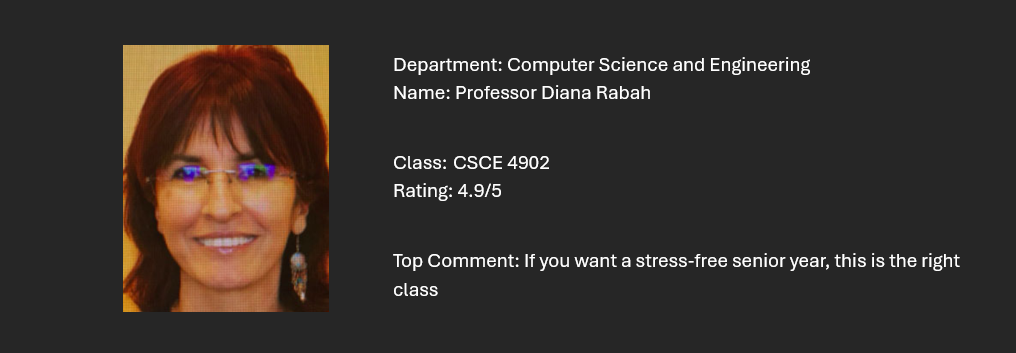 Department: Computer Science and Engineering
Name: Professor Diana Rabah
Class: CSCE 4902
Rating: 4.9/5
Top Comment: If you want a stress-free senior year, this is the right
class